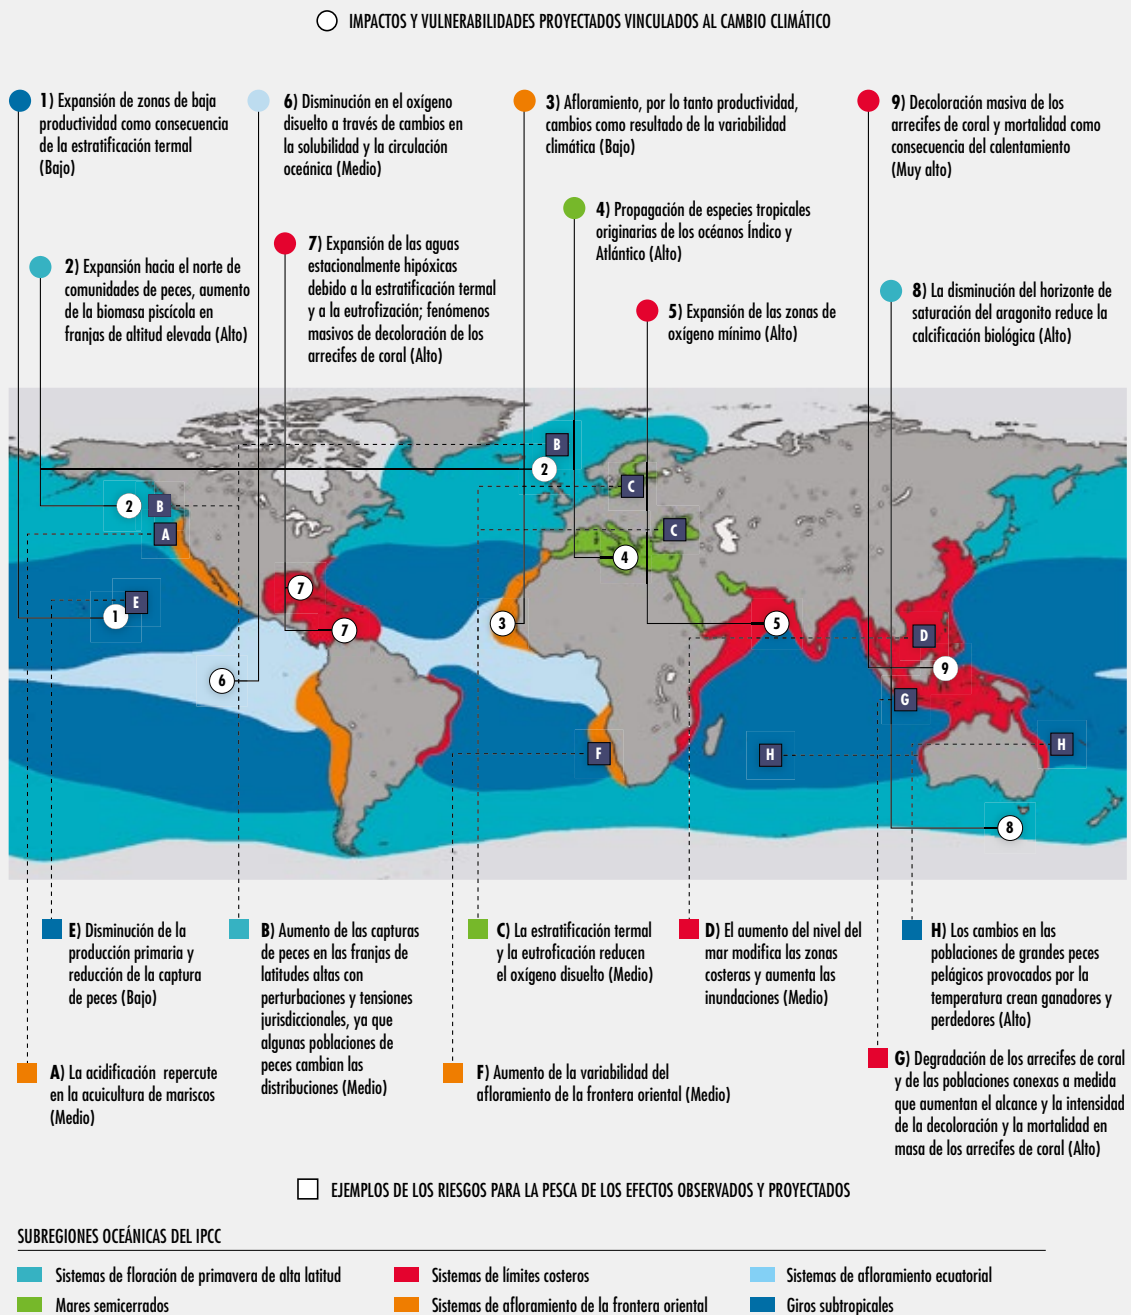 IMPACTOS Y VULNERABILIDADES PROYECTADOS VINCULADOS AL CAMBIO CLIMÁTICO
1) Expansión de zonas de baja
productividad como consecuencia
de la estratificación termal
(Bajo)
6) Disminución en el oxígeno
disuelto a través de cambios en
la solubilidad y la circulación
oceánica (Medio)
3) Afloramiento, por lo tanto productividad,
cambios como resultado de la variabilidad
climática (Bajo)
9) Decoloración masiva de los
arrecifes de coral y mortalidad como
consecuencia del calentamiento
(Muy alto)
4) Propagación de especies tropicales
originarias de los océanos Índico y
Atlántico (Alto)
7) Expansión de las aguas
estacionalmente hipóxicas
debido a la estratificación termal
y a la eutrofización; fenómenos
masivos de decoloración de los
arrecifes de coral (Alto)
2) Expansión hacia el norte de
comunidades de peces, aumento
de la biomasa piscícola en
franjas de altitud elevada (Alto)
5) Expansión de las zonas de
oxígeno mínimo (Alto)
8) La disminución del horizonte de
saturación del aragonito reduce la
calcificación biológica (Alto)
B
2
C
2
B
A
C
4
7
E
1
3
7
5
D
9
6
G
F
H
H
8
E) Disminución de la
producción primaria y
reducción de la captura
de peces (Bajo)
B) Aumento de las capturas
de peces en las franjas de
latitudes altas con
perturbaciones y tensiones
jurisdiccionales, ya que
algunas poblaciones de
peces cambian las
distribuciones (Medio)
C) La estratificación termal
y la eutroficación reducen
el oxígeno disuelto (Medio)
D) El aumento del nivel del
mar modifica las zonas
costeras y aumenta las
inundaciones (Medio)
H) Los cambios en las
poblaciones de grandes peces
pelágicos provocados por la
temperatura crean ganadores y
perdedores (Alto)
A) La acidificación repercute
en la acuicultura de mariscos
(Medio)
F) Aumento de la variabilidad del
afloramiento de la frontera oriental (Medio)
G) Degradación de los arrecifes de coral
y de las poblaciones conexas a medida
que aumentan el alcance y la intensidad
de la decoloración y la mortalidad en
masa de los arrecifes de coral (Alto)
EJEMPLOS DE LOS RIESGOS PARA LA PESCA DE LOS EFECTOS OBSERVADOS Y PROYECTADOS
SUBREGIONES OCEÁNICAS DEL IPCC
Sistemas de floración de primavera de alta latitud
Sistemas de límites costeros
Sistemas de afloramiento ecuatorial
Mares semicerrados
Sistemas de afloramiento de la frontera oriental
Giros subtropicales